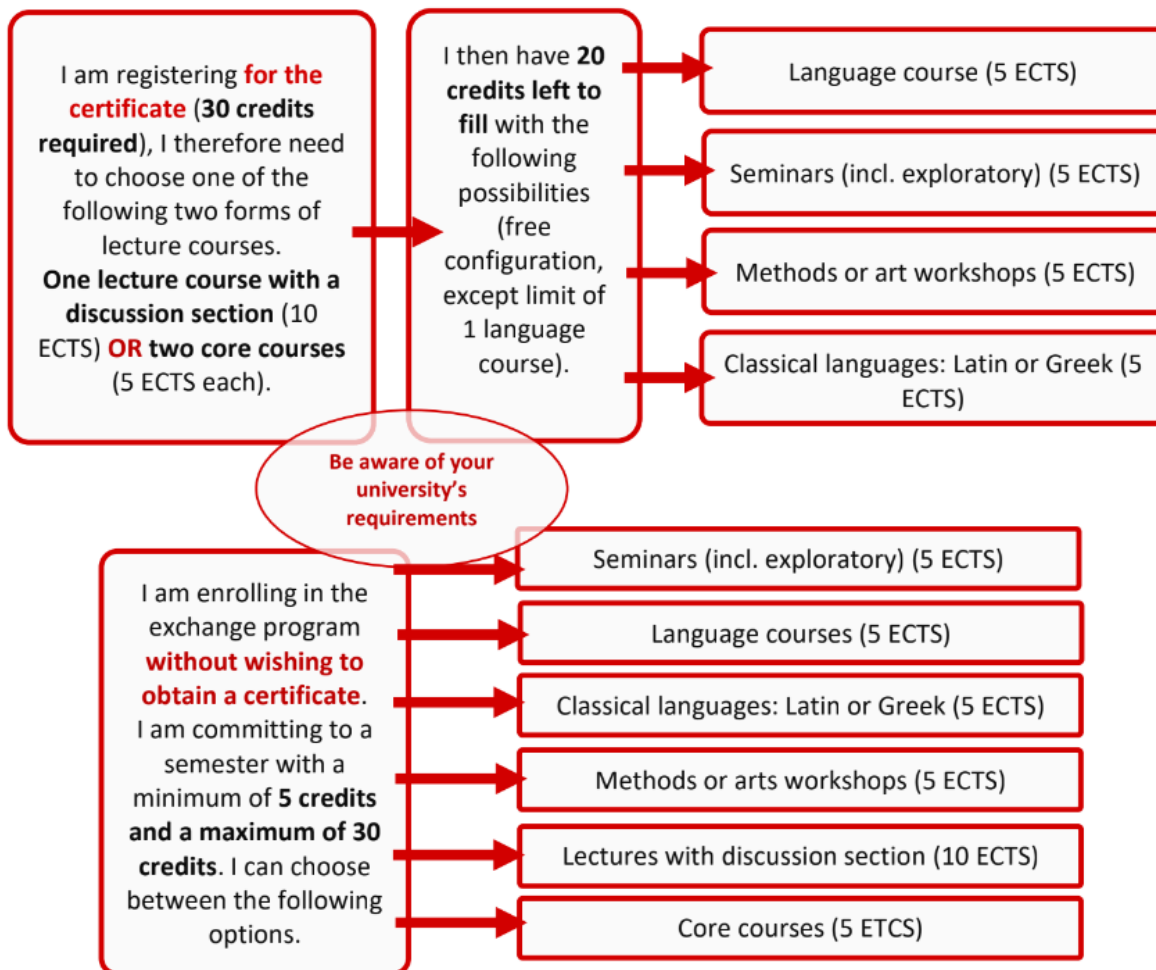 I am registering for the
certificate (30 credits
required), I therefore need
to choose one of the
following two forms of
lecture courses.
One lecture course with a
discussion section (10
ECTS) OR two core courses
(5 ECTS each).
I then have 20
credits left to
fill with the
following
possibilities
(free
configuration,
except limit of
1 language
course).
Language course (5 ECTS)
Seminars (incl. exploratory) (5 ECTS)
Methods or art workshops (5 ECTS)
Classical languages: Latin or Greek (5
ECTS)
Be aware of your
university's
requirements
I am enrolling in the
exchange program
without wishing to
obtain a certificate.
I am committing to a
semester with a
minimum of 5 credits
and a maximum of 30
credits. I can choose
between the following
options.
Seminars (incl. exploratory) (5 ECTS)
Language courses (5 ECTS)
Classical languages: Latin or Greek (5 ECTS)
Methods or arts workshops (5 ECTS)
Lectures with discussion section (10 ECTS)
Core courses (5 ETCS)